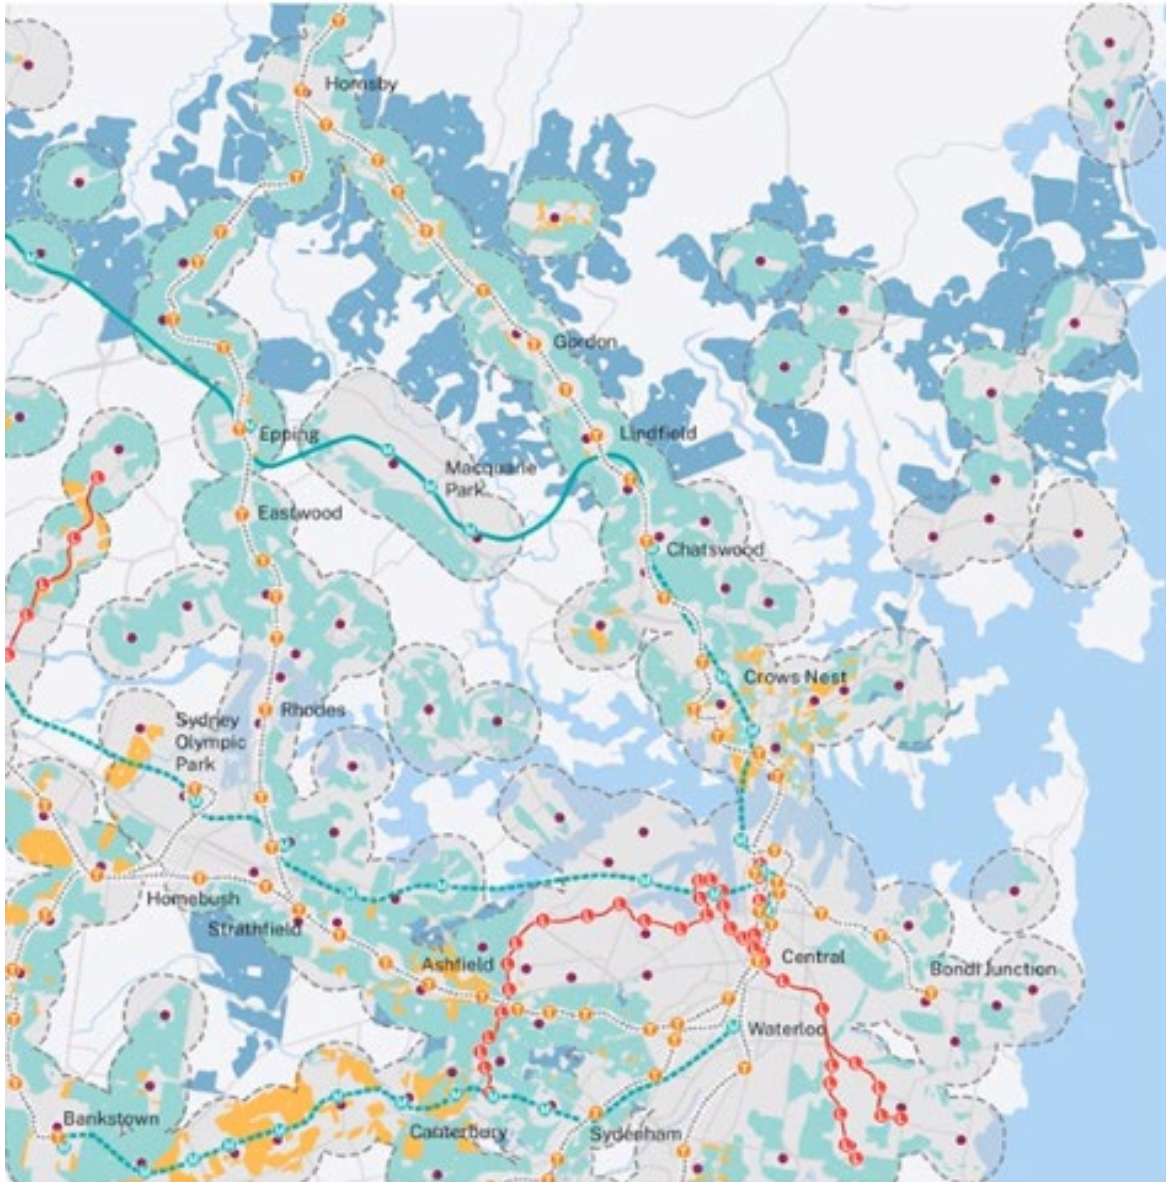 Hornsby
Gordon
Lindfield
Epping
Macquarie
Park
Eastwood
Chatswood
Crows Nest
Rhodes
Sydney
Olympic
Park
Homebush
Strathfield
Ashfield
Central
Bondi Junction
Waterloo
Bankstown
Canterbury
Sydenham